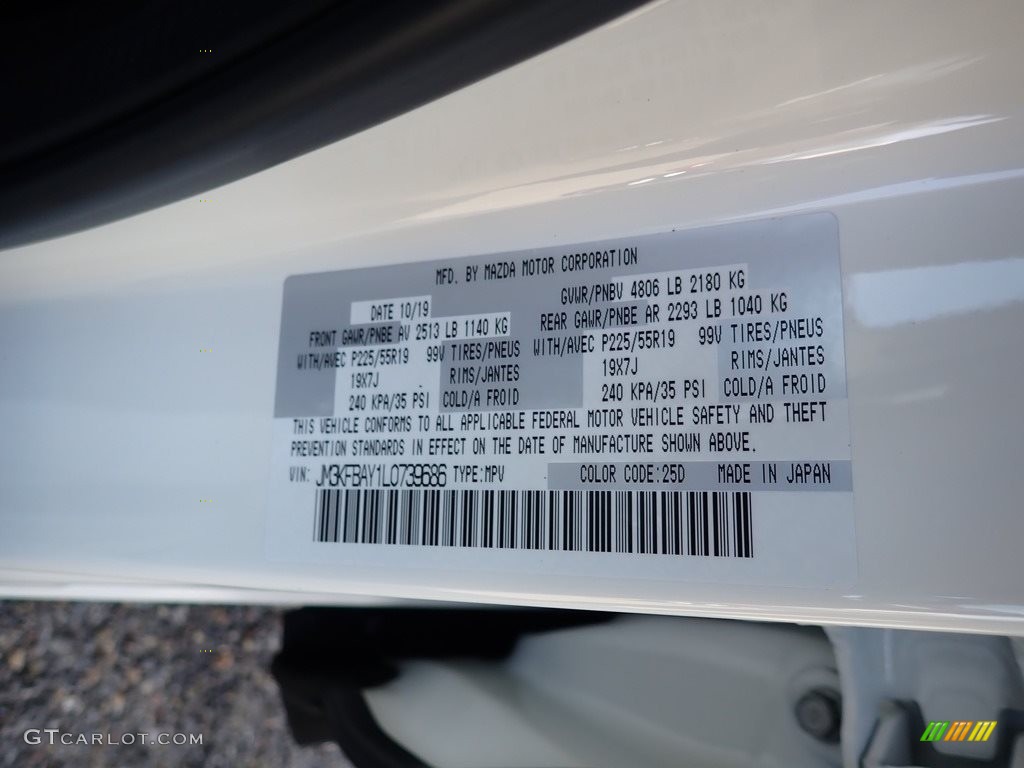 MFD. BY MAZDA MOTOR CORPORATION
DATE 10/19 GVWR/PNBV 4806 LB 2180 KG
FRONT GAWR/PNBE AV 2513 LB 1140 KG REAR GAWR/PNBE AR 2293 LB 1040 KG
WITH/AVEC P225/55R19 99V TIRES/PNEUS WITH/AVEC P225/55R19 99V TIRES/PNEUS
19X7J RIMS/JANTES 19X7J RIMS/JANTES
240 KPA/35 PSI COLD/A FROID 240 KPA/35 PSI COLD/A FROID
THIS VEHICLE CONFORMS TO ALL APPLICABLE FEDERAL MOTOR VEHICLE SAFETY AND THEFT
PREVENTION STANDARDS IN EFFECT ON THE DATE OF MANUFACTURE SHOWN ABOVE.
VIN: JM3KFBAY1L0739686 TYPE:MPV COLOR CODE:25D MADE IN JAPAN
GTCARLOT.COM